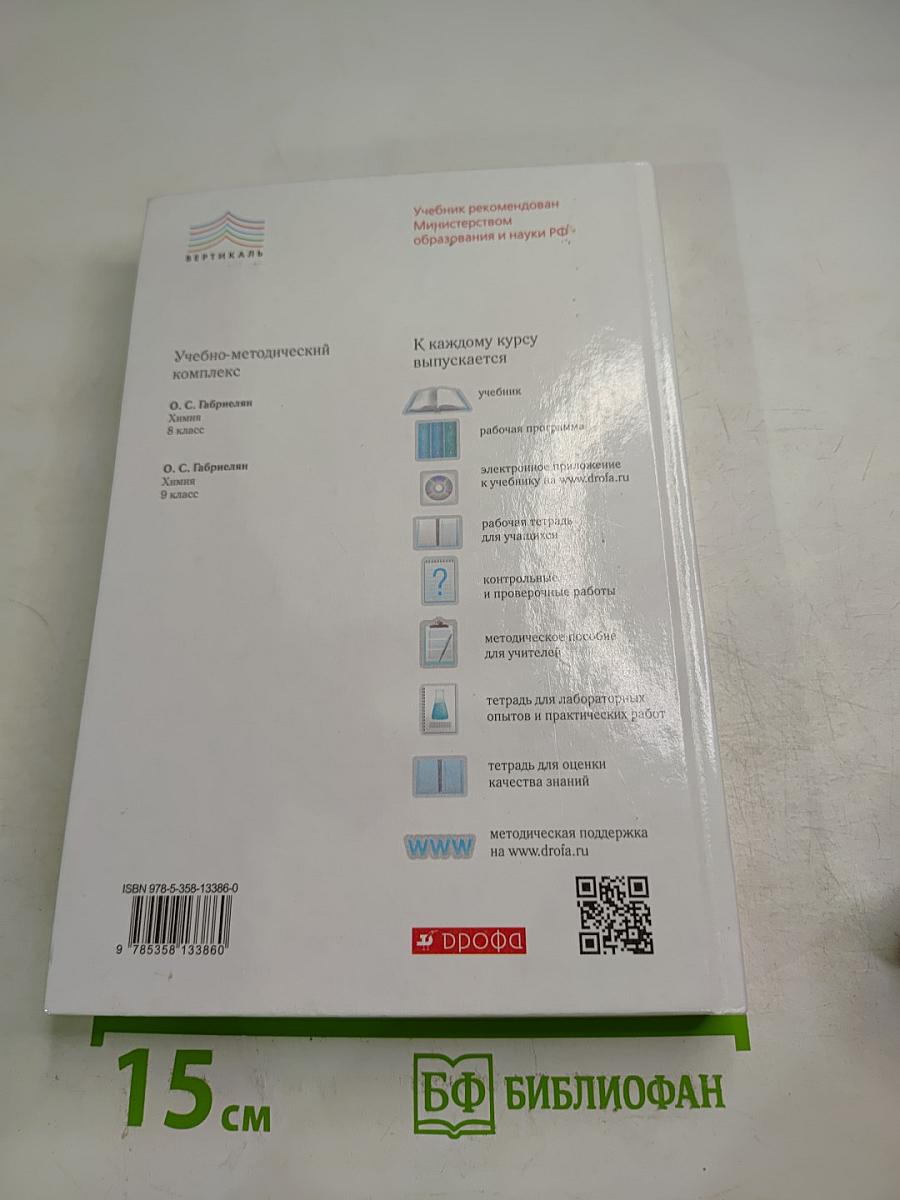 ВЕРТИКАЛЬ
Учебник рекомендован
Министерством
образования и науки РФ
Учебно-методический
комплекс
О. С. Габриелян
Химия
8 класс
О. С. Габриелян
Химия
9 класс
К каждому курсу
выпускается
учебник
рабочая программа
электронное приложение
к учебнику на www.drofa.ru
рабочая тетрадь
для учащихся
?
контрольные
и проверочные работы
методическое пособие
для учителей
тетрадь для лабораторных
опытов и практических работ
тетрадь для оценки
качества знаний
www
методическая поддержка
на www.drofa.ru
ISBN 978-5-358-13386-0
9 785358 133860
дрофа
15 см
БФ БИБЛИОФАН